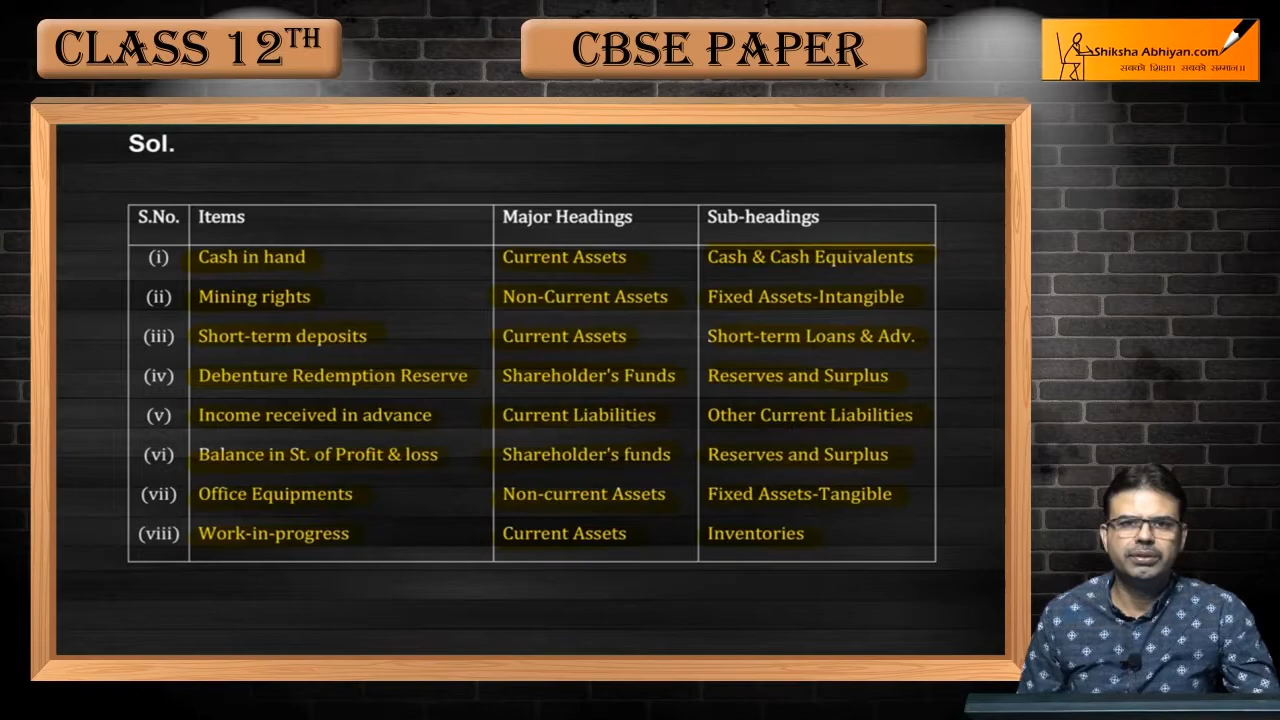 CLASS 12TH
CBSE PAPER
Shiksha Abhiyan.com
सबको शिक्षा। सबको सम्मान॥
Sol.
S.No. Items Major Headings Sub-headings
(i) Cash in hand Current Assets Cash & Cash Equivalents
(ii) Mining rights Non-Current Assets Fixed Assets-Intangible
(iii) Short-term deposits Current Assets Short-term Loans & Adv.
(iv) Debenture Redemption Reserve Shareholder's Funds Reserves and Surplus
(v) Income received in advance Current Liabilities Other Current Liabilities
(vi) Balance in St. of Profit & loss Shareholder's funds Reserves and Surplus
(vii) Office Equipments Non-current Assets Fixed Assets-Tangible
(viii) Work-in-progress Current Assets Inventories